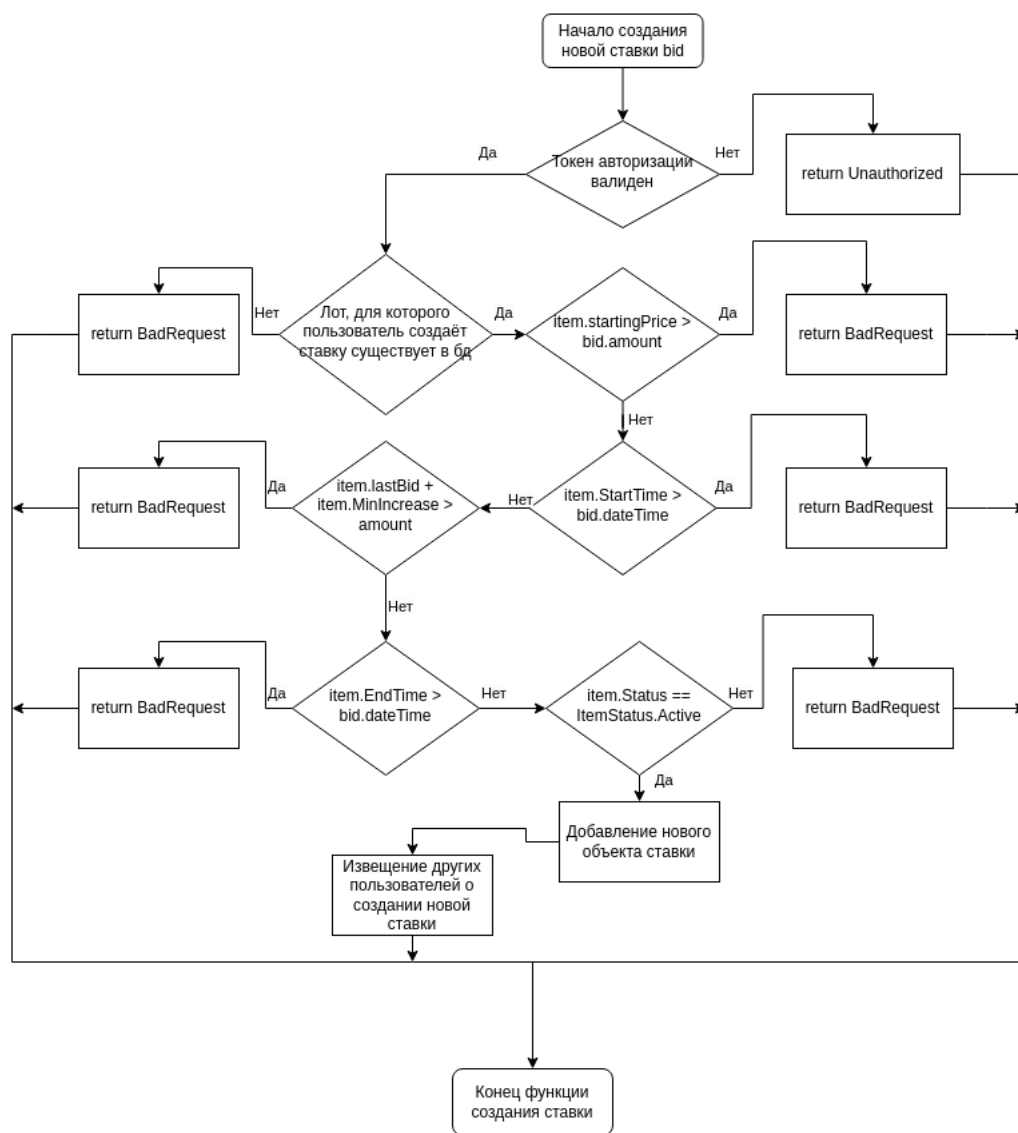 Начало создания
новой ставки bid
Да
Токен авторизации
валиден
Нет
return Unauthorized
return BadRequest
Нет
Лот, для которого
пользователь создаёт
ставку существует в бд
Да
item.startingPrice >
bid.amount
Да
return BadRequest
Нет
return BadRequest
Да
item.lastBid +
item.MinIncrease >
amount
Нет
item.StartTime >
bid.dateTime
Да
return BadRequest
Нет
return BadRequest
Да
item.EndTime >
bid.dateTime
Нет
item.Status ==
ItemStatus.Active
Нет
return BadRequest
Да
Добавление нового
объекта ставки
Извещение других
пользователей о
создании новой
ставки
Конец функции
создания ставки